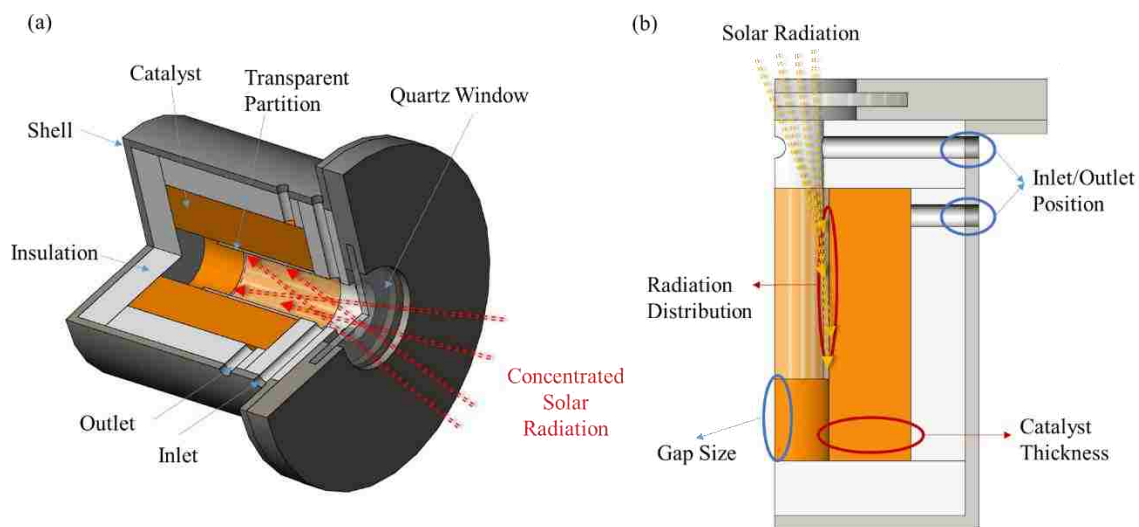 (a)
Catalyst
Transparent
Partition
Quartz Window
Shell
Insulation
Outlet
Inlet
Concentrated
Solar
Radiation
(b)
Solar Radiation
Inlet/Outlet
Position
Radiation
Distribution
Gap Size
Catalyst
Thickness